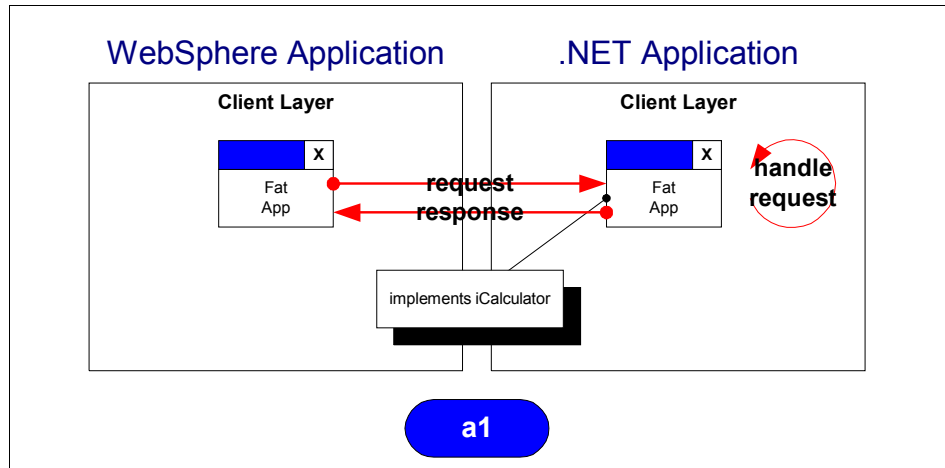 WebSphere Application
.NET Application
Client Layer
Client Layer
X
X
Fat
App
request
response
Fat
App
handle
request
implements iCalculator
a1